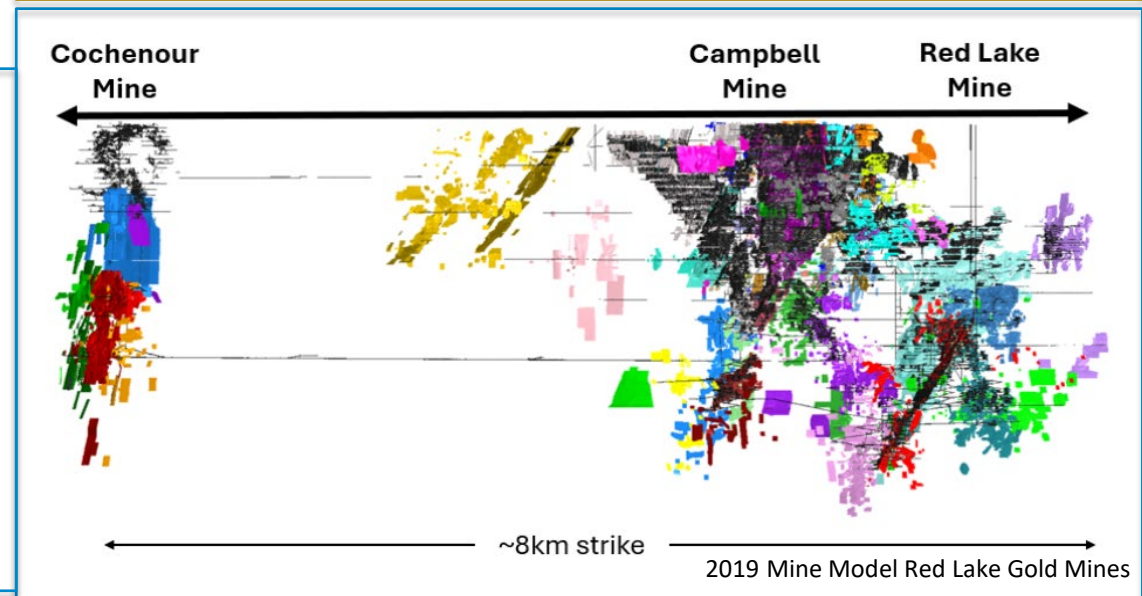 Cochenour
Mine
Campbell
Mine
Red Lake
Mine
~8km strike
2019 Mine Model Red Lake Gold Mines